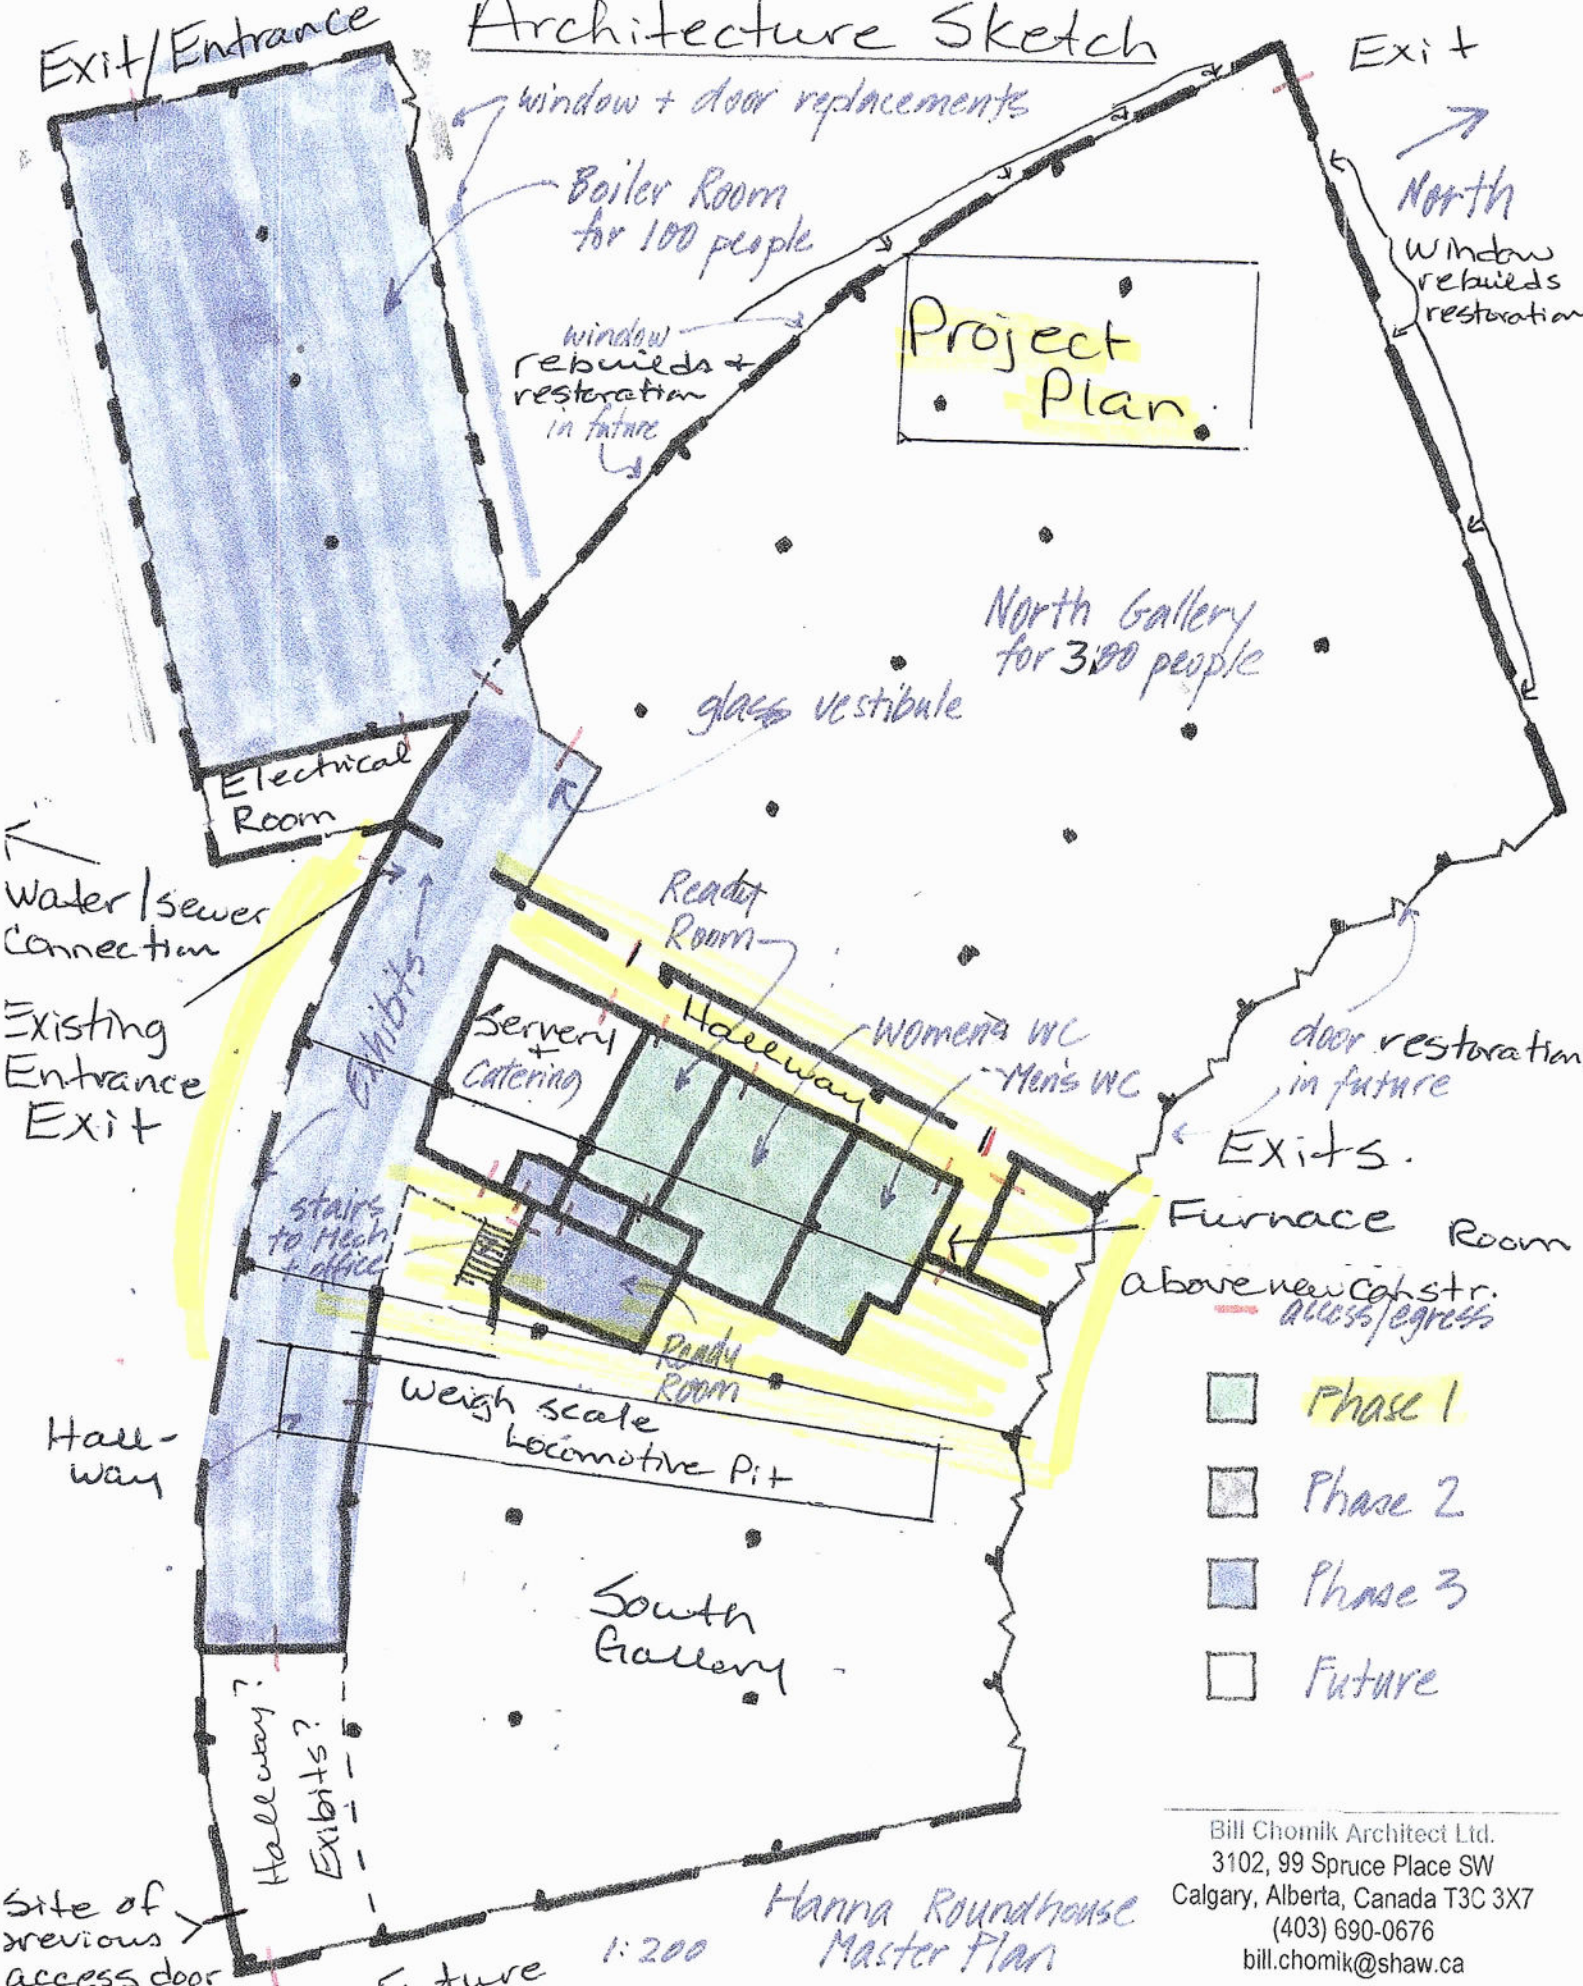 Architecture Sketch
Exit/Entrance
Exit
window + door replacements
Boiler Room
for 100 people
North
window
rebuilds
restoration
window
rebuilds +
restoration
in future
Project
Plan.
North Gallery
for 300 people
glass vestibule
Electrical
Room
Water/sewer
Connection
Existing
Entrance
Exit
Exhibits
Ready
Room
Hallway
Servery
+
Catering
Womens WC
Men's WC
door restoration
in future
Exits.
Furnace Room
above new Constr.
access/egress
stairs
to Mech
+ office
Ready
Room
Weigh scale
Locomotive Pit
Hall-
way
Phase 1
Phase 2
Phase 3
Future
South
Gallery
Hallway?
Exibits?
Site of
previous
access door
Future
1:200
Hanna Roundhouse
Master Plan
Bill Chomik Architect Ltd.
3102, 99 Spruce Place SW
Calgary, Alberta, Canada T3C 3X7
(403) 690-0676
bill.chomik@shaw.ca